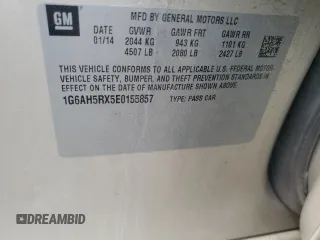 GM
MFD BY GENERAL MOTORS LLC
DATE GVWR GAWR FRT GAWR RR
01/14 2044 KG 943 KG 1101 KG
4507 LB 2080 LB 2427 LB
THIS VEHICLE CONFORMS TO ALL APPLICABLE U.S. FEDERAL MOTOR
VEHICLE SAFETY, BUMPER, AND THEFT PREVENTION STANDARDS
IN EFFECT ON THE DATE OF MANUFACTURE SHOWN ABOVE.
1G6AH5RX5E0155857 TYPE: PASS CAR
DREAMBID